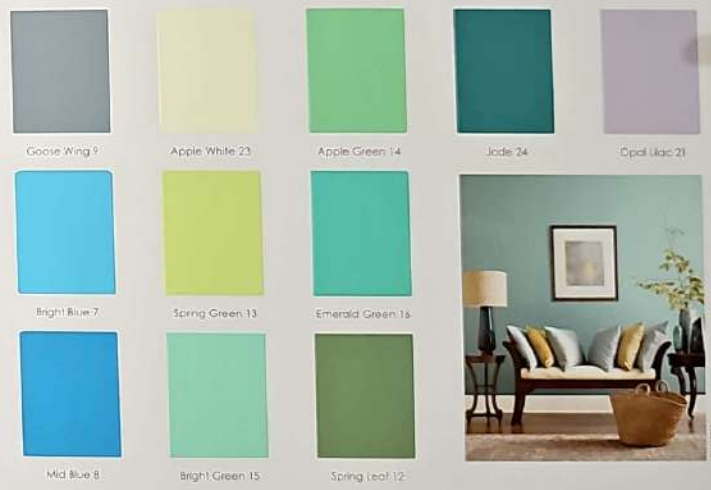 Goose Wing 9
Apple White 23
Apple Green 14
Jade 24
Opal Lilac 21
Bright Blue 7
Spring Green 13
Emerald Green 16
Mid Blue 8
Bright Green 15
Spring Leaf 12